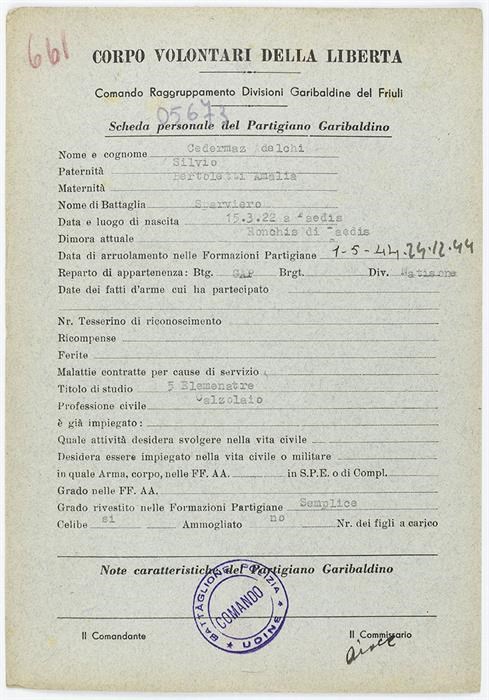 661
CORPO VOLONTARI DELLA LIBERTA
Comando Raggruppamento Divisioni Garibaldine del Friuli
05673
Scheda personale del Partigiano Garibaldino
Nome e cognome Cedermaz dalchi
Paternità Silvio
Maternità Bertoletti Amalia
Nome di Battaglia Sparviero
Data e luogo di nascita 15.3.22 a Faedis
Dimora attuale Ronchis di Faedis
Data di arruolamento nelle Formazioni Partigiane 1-5-44 24.12.44
Reparto di appartenenza: Btg. GAP Brgt. Div. Natisone
Date dei fatti d'arme cui ha partecipato
Nr. Tesserino di riconoscimento
Ricompense
Ferite
Malattie contratte per cause di servizio
Titolo di studio 5 Elemenatre
Professione civile Calzolaio
è già impiegato:
Quale attività desidera svolgere nella vita civile
Desidera essere impiegato nella vita civile o militare
in quale Arma, corpo, nelle FF. AA. in S.P.E. o di Compl.
Grado nelle FF. AA.
Grado rivestito nelle Formazioni Partigiane Semplice
Celibe si Ammogliato no Nr. dei figli a carico
Note caratteristiche del Partigiano Garibaldino
BATTAGLIONE POLIZIA
COMANDO
UDINE
Il Comandante Il Commissario